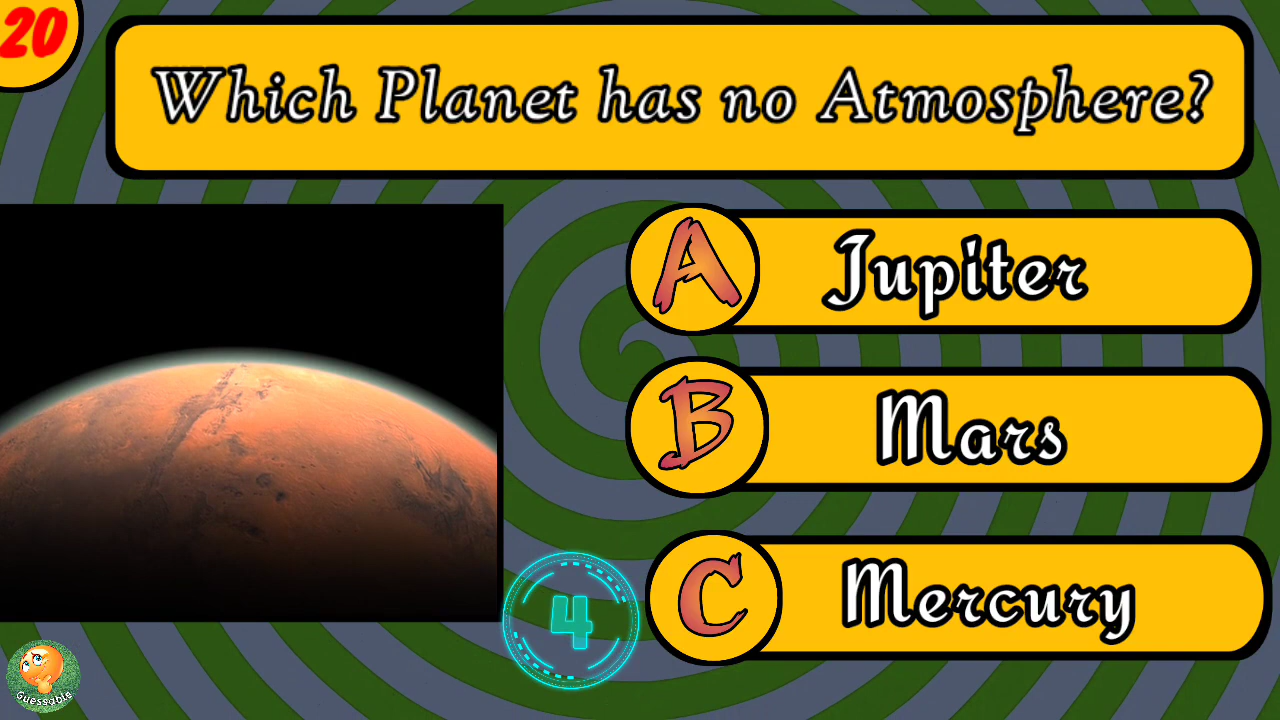 20
Which Planet has no Atmosphere?
A Jupiter
B Mars
C Mercury
4
Guessable